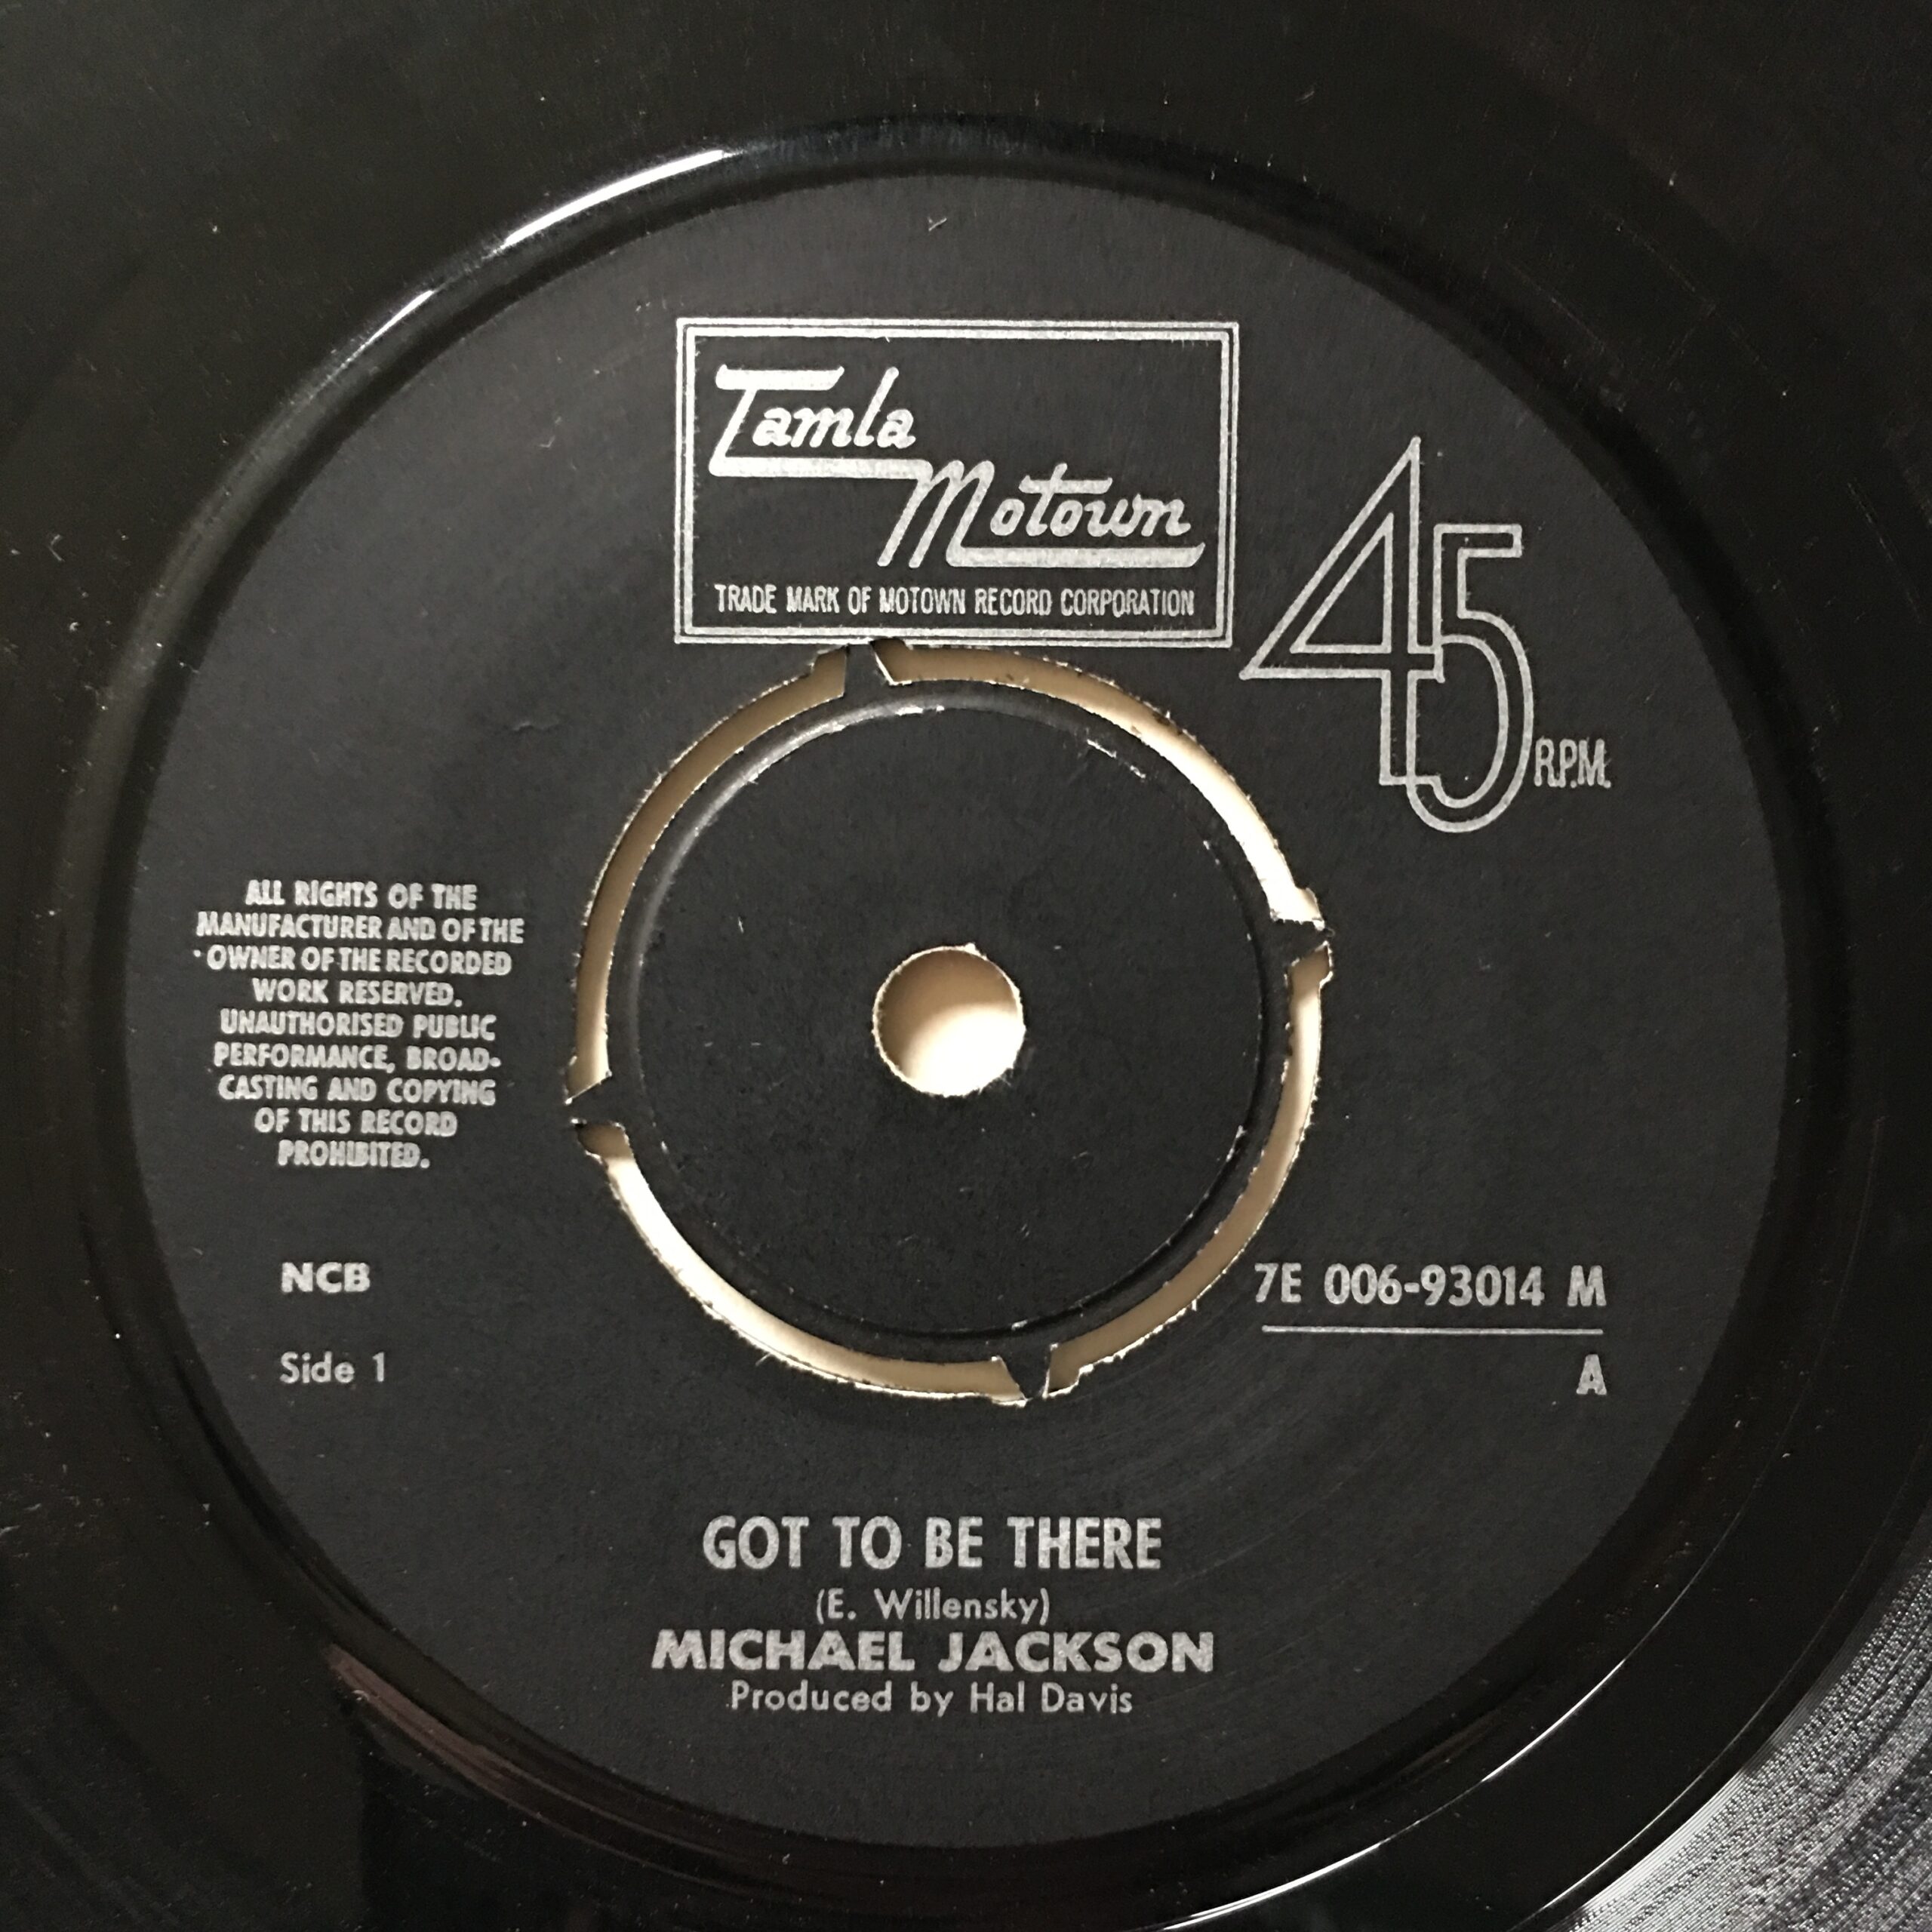 Tamla
Motown
TRADE MARK OF MOTOWN RECORD CORPORATION
45
R.P.M.
ALL RIGHTS OF THE
MANUFACTURER AND OF THE
OWNER OF THE RECORDED
WORK RESERVED.
UNAUTHORISED PUBLIC
PERFORMANCE, BROAD-
CASTING AND COPYING
OF THIS RECORD
PROHIBITED.
NCB
Side 1
7E 006-93014 M
A
GOT TO BE THERE
(E. Willensky)
MICHAEL JACKSON
Produced by Hal Davis